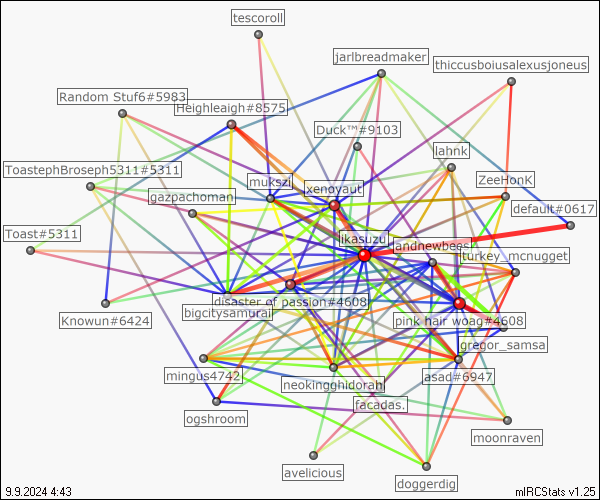 tescoroll
jarlbreadmaker
thiccusboiusalexusjoneus
Random Stuf6#5983
Heighleigh#8575
Duck™#9103
lahnk
ToastephBroseph5311#5311
mukszi
xenoyaut
ZeeHonK
gazpachoman
default#0617
Toast#5311
ikasuzu
turkey_mcnugget
disaster of passion#4608
Knowun#6424
bigcitysamurai
pink hair woag#4608
gregor_samsa
mingus4742
neokingghidorah
asad#6947
facadas.
ogshroom
moonraven
avelicious
doggerdig
9.9.2024 4:43
mIRCStats v1.25